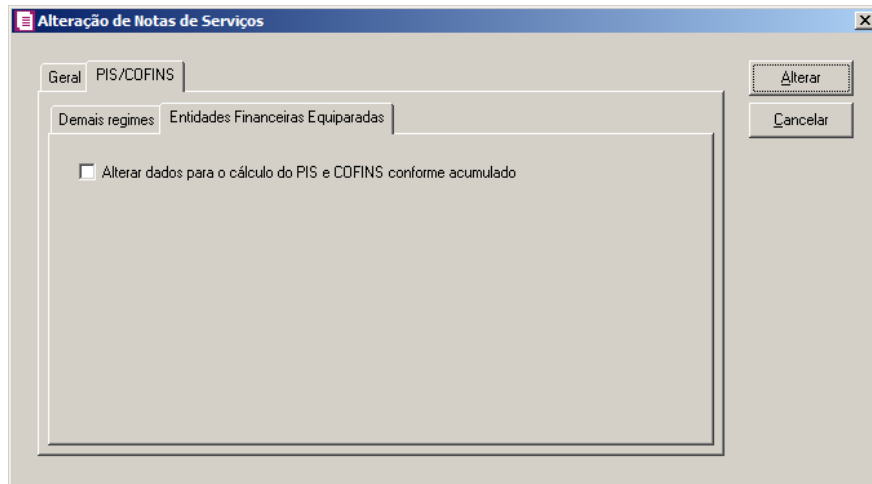 Alteração de Notas de Serviços
Geral PIS/COFINS
Alterar
Demais regimes Entidades Financeiras Equiparadas
Cancelar
Alterar dados para o cálculo do PIS e COFINS conforme acumulado